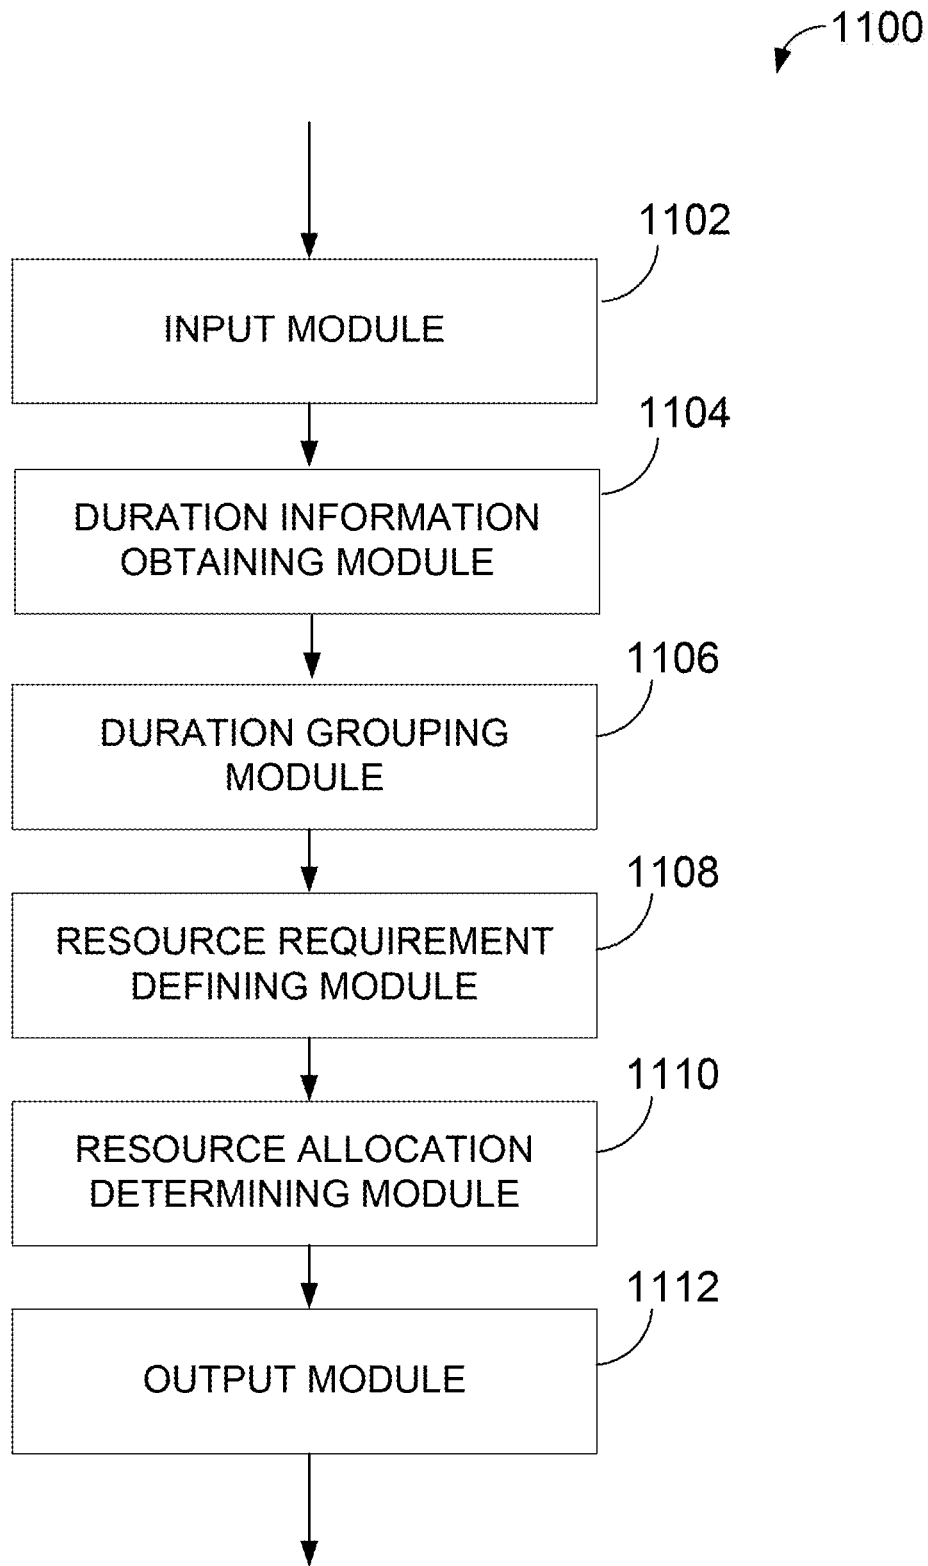 1100
1102
INPUT MODULE
1104
DURATION INFORMATION
OBTAINING MODULE
1106
DURATION GROUPING
MODULE
1108
RESOURCE REQUIREMENT
DEFINING MODULE
1110
RESOURCE ALLOCATION
DETERMINING MODULE
1112
OUTPUT MODULE